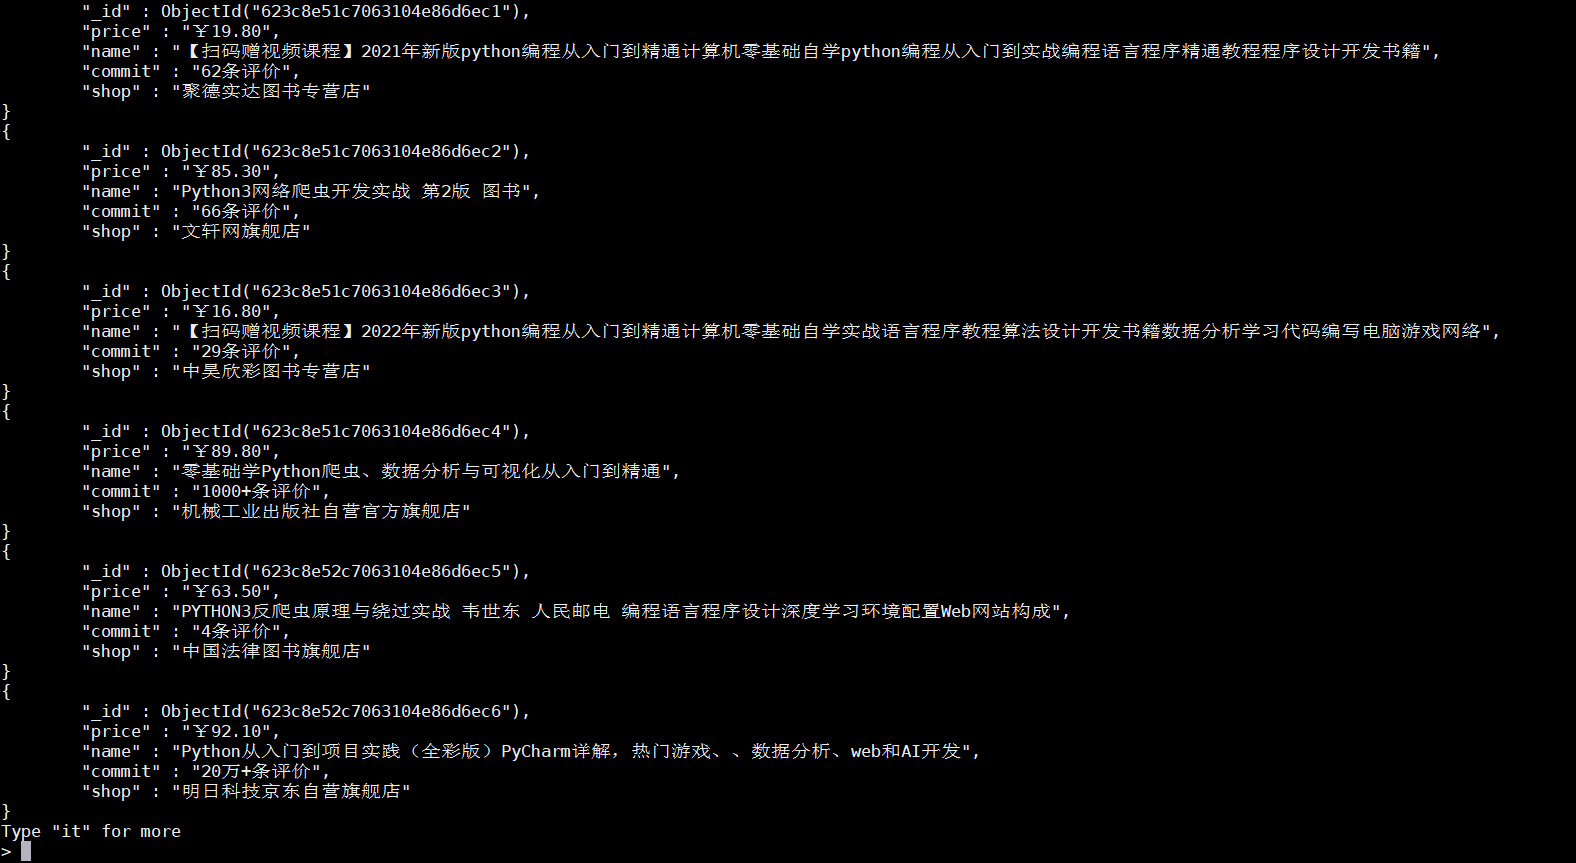 "_id" : ObjectId("623c8e51c7063104e86d6ec1"),
"price" : "￥19.80",
"name" : "【扫码赠视频课程】2021年新版python编程从入门到精通计算机零基础自学python编程从入门到实战编程语言程序精通教程程序设计开发书籍",
"commit" : "62条评价",
"shop" : "聚德实达图书专营店"
}
{
"_id" : ObjectId("623c8e51c7063104e86d6ec2"),
"price" : "￥85.30",
"name" : "Python3网络爬虫开发实战 第2版 图书",
"commit" : "66条评价",
"shop" : "文轩网旗舰店"
}
{
"_id" : ObjectId("623c8e51c7063104e86d6ec3"),
"price" : "￥16.80",
"name" : "【扫码赠视频课程】2022年新版python编程从入门到精通计算机零基础自学实战语言程序教程算法设计开发书籍数据分析学习代码编写电脑游戏网络",
"commit" : "29条评价",
"shop" : "中昊欣彩图书专营店"
}
{
"_id" : ObjectId("623c8e51c7063104e86d6ec4"),
"price" : "￥89.80",
"name" : "零基础学Python爬虫、数据分析与可视化从入门到精通",
"commit" : "1000+条评价",
"shop" : "机械工业出版社自营官方旗舰店"
}
{
"_id" : ObjectId("623c8e52c7063104e86d6ec5"),
"price" : "￥63.50",
"name" : "PYTHON3反爬虫原理与绕过实战 韦世东 人民邮电 编程语言程序设计深度学习环境配置Web网站构成",
"commit" : "4条评价",
"shop" : "中国法律图书旗舰店"
}
{
"_id" : ObjectId("623c8e52c7063104e86d6ec6"),
"price" : "￥92.10",
"name" : "Python从入门到项目实践（全彩版）PyCharm详解，热门游戏、、数据分析、web和AI开发",
"commit" : "20万+条评价",
"shop" : "明日科技京东自营旗舰店"
}
Type "it" for more
>